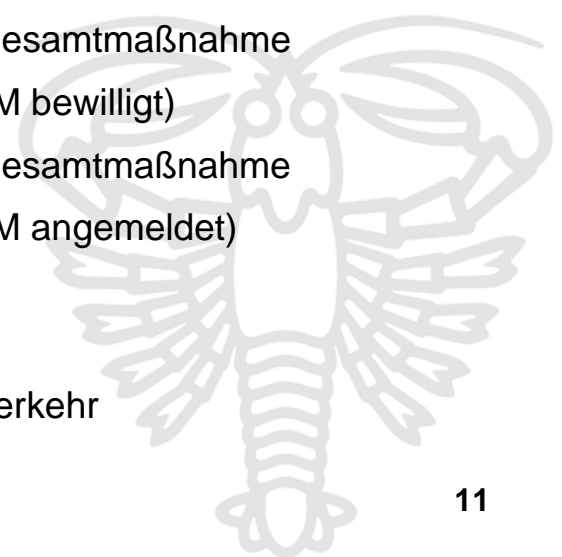 esamtmaßnahme
M bewilligt)
esamtmaßnahme
M angemeldet)
erkehr
11